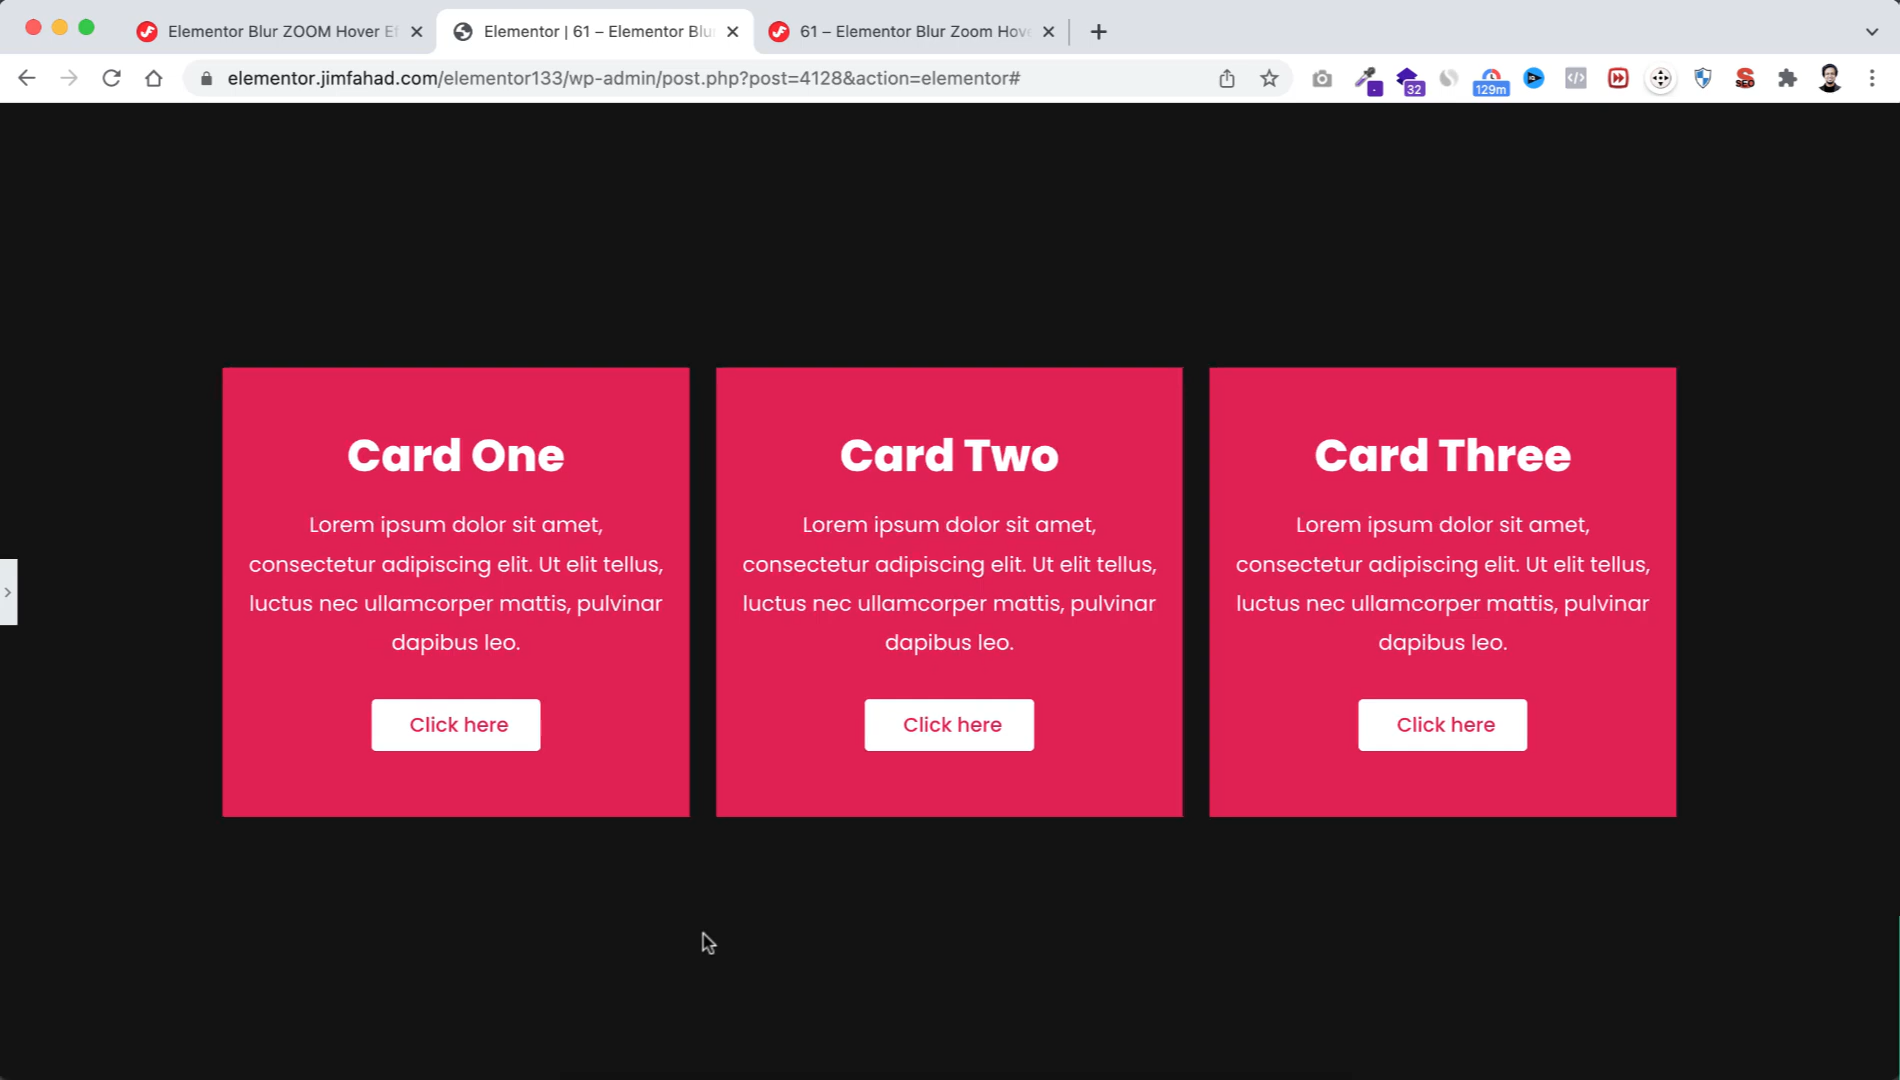 Elementor Blur ZOOM Hover Ef
Elementor | 61 – Elementor Blur
61 – Elementor Blur Zoom Hov
elementor.jimfahad.com/elementor133/wp-admin/post.php?post=4128&action=elementor#
32
129m
SEO
Card One
Lorem ipsum dolor sit amet,
consectetur adipiscing elit. Ut elit tellus,
luctus nec ullamcorper mattis, pulvinar
dapibus leo.
Click here
Card Two
Lorem ipsum dolor sit amet,
consectetur adipiscing elit. Ut elit tellus,
luctus nec ullamcorper mattis, pulvinar
dapibus leo.
Click here
Card Three
Lorem ipsum dolor sit amet,
consectetur adipiscing elit. Ut elit tellus,
luctus nec ullamcorper mattis, pulvinar
dapibus leo.
Click here